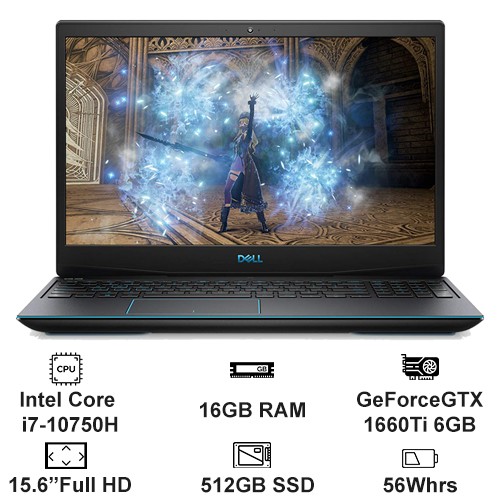 DELL
CPU
GB
Intel Core
i7-10750H
16GB RAM
GeForceGTX
1660Ti 6GB
15.6”Full HD
512GB SSD
56Whrs